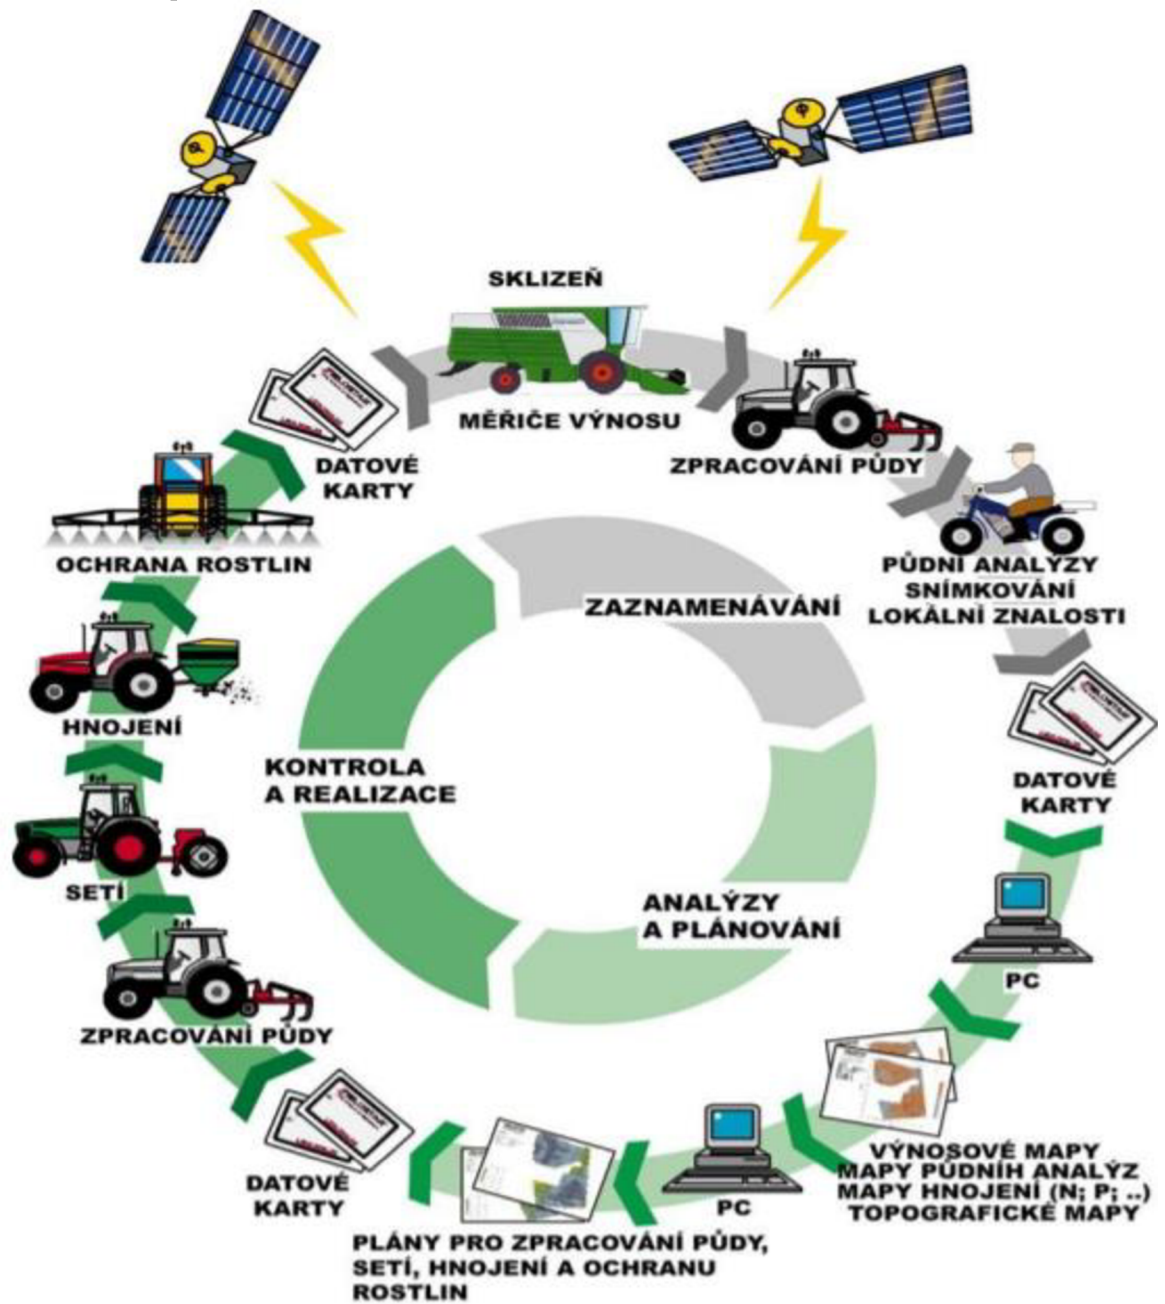 SKLIZEŇ
MĚŘIČE VÝNOSU
ZPRACOVÁNÍ PŮDY
PŮDNÍ ANALÝZY
SNÍMKOVÁNÍ
LOKÁLNÍ ZNALOSTI
DATOVÉ
KARTY
PC
VÝNOSOVÉ MAPY
MAPY PŮDNÍH ANALÝZ
MAPY HNOJENÍ (N; P; ..)
TOPOGRAFICKÉ MAPY
PC
PLÁNY PRO ZPRACOVÁNÍ PŮDY,
SETÍ, HNOJENÍ A OCHRANU
ROSTLIN
DATOVÉ
KARTY
ZPRACOVÁNÍ PŮDY
SETÍ
HNOJENÍ
OCHRANA ROSTLIN
DATOVÉ
KARTY
ZAZNAMENÁVÁNÍ
ANALÝZY
A PLÁNOVÁNÍ
KONTROLA
A REALIZACE